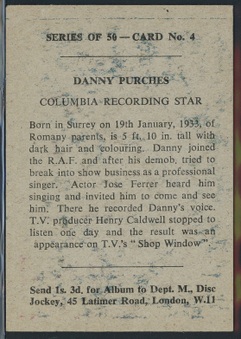 SERIES OF 50 — CARD No. 4
DANNY PURCHES
COLUMBIA RECORDING STAR
Born in Surrey on 19th January, 1933, of
Romany parents, is 5 ft. 10 in. tall with
dark hair and colouring. Danny joined
the R.A.F. and after his demob. tried to
break into show business as a professional
singer. Actor Jose Ferrer heard him
singing and invited him to come and see
him. There he recorded Danny's voice.
T.V. producer Henry Caldwell stopped to
listen one day and the result was an
appearance on T.V.'s "Shop Window".
Send 1s. 3d. for Album to Dept. M., Disc
Jockey, 45 Latimer Road, London, W.11